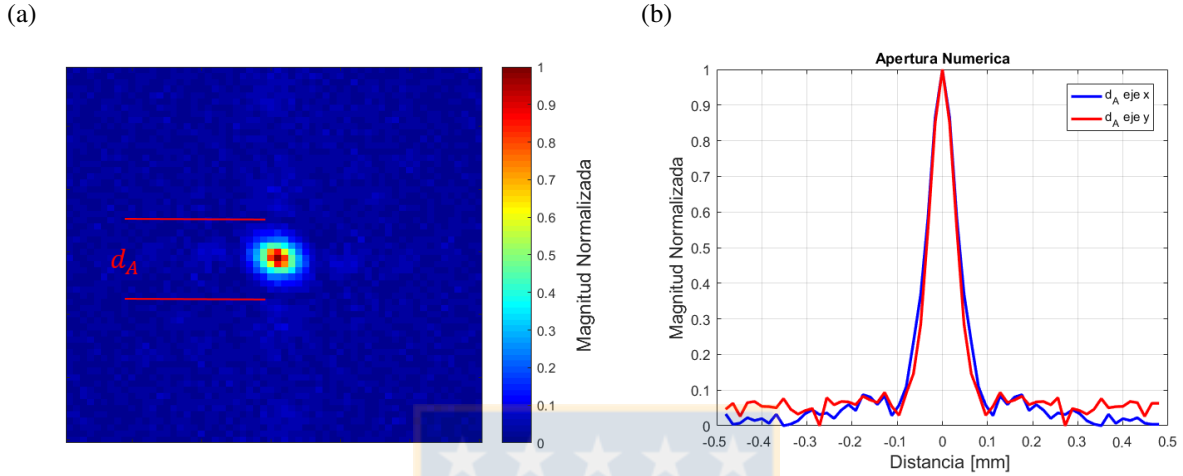 (a)
d_A
1
0.9
0.8
0.7
0.6
0.5
0.4
0.3
0.2
0.1
0
Magnitud Normalizada
(b)
Apertura Numerica
d_A eje x
d_A eje y
1
0.9
0.8
0.7
0.6
0.5
0.4
0.3
0.2
0.1
0
Magnitud Normalizada
-0.5 -0.4 -0.3 -0.2 -0.1 0 0.1 0.2 0.3 0.4 0.5
Distancia [mm]